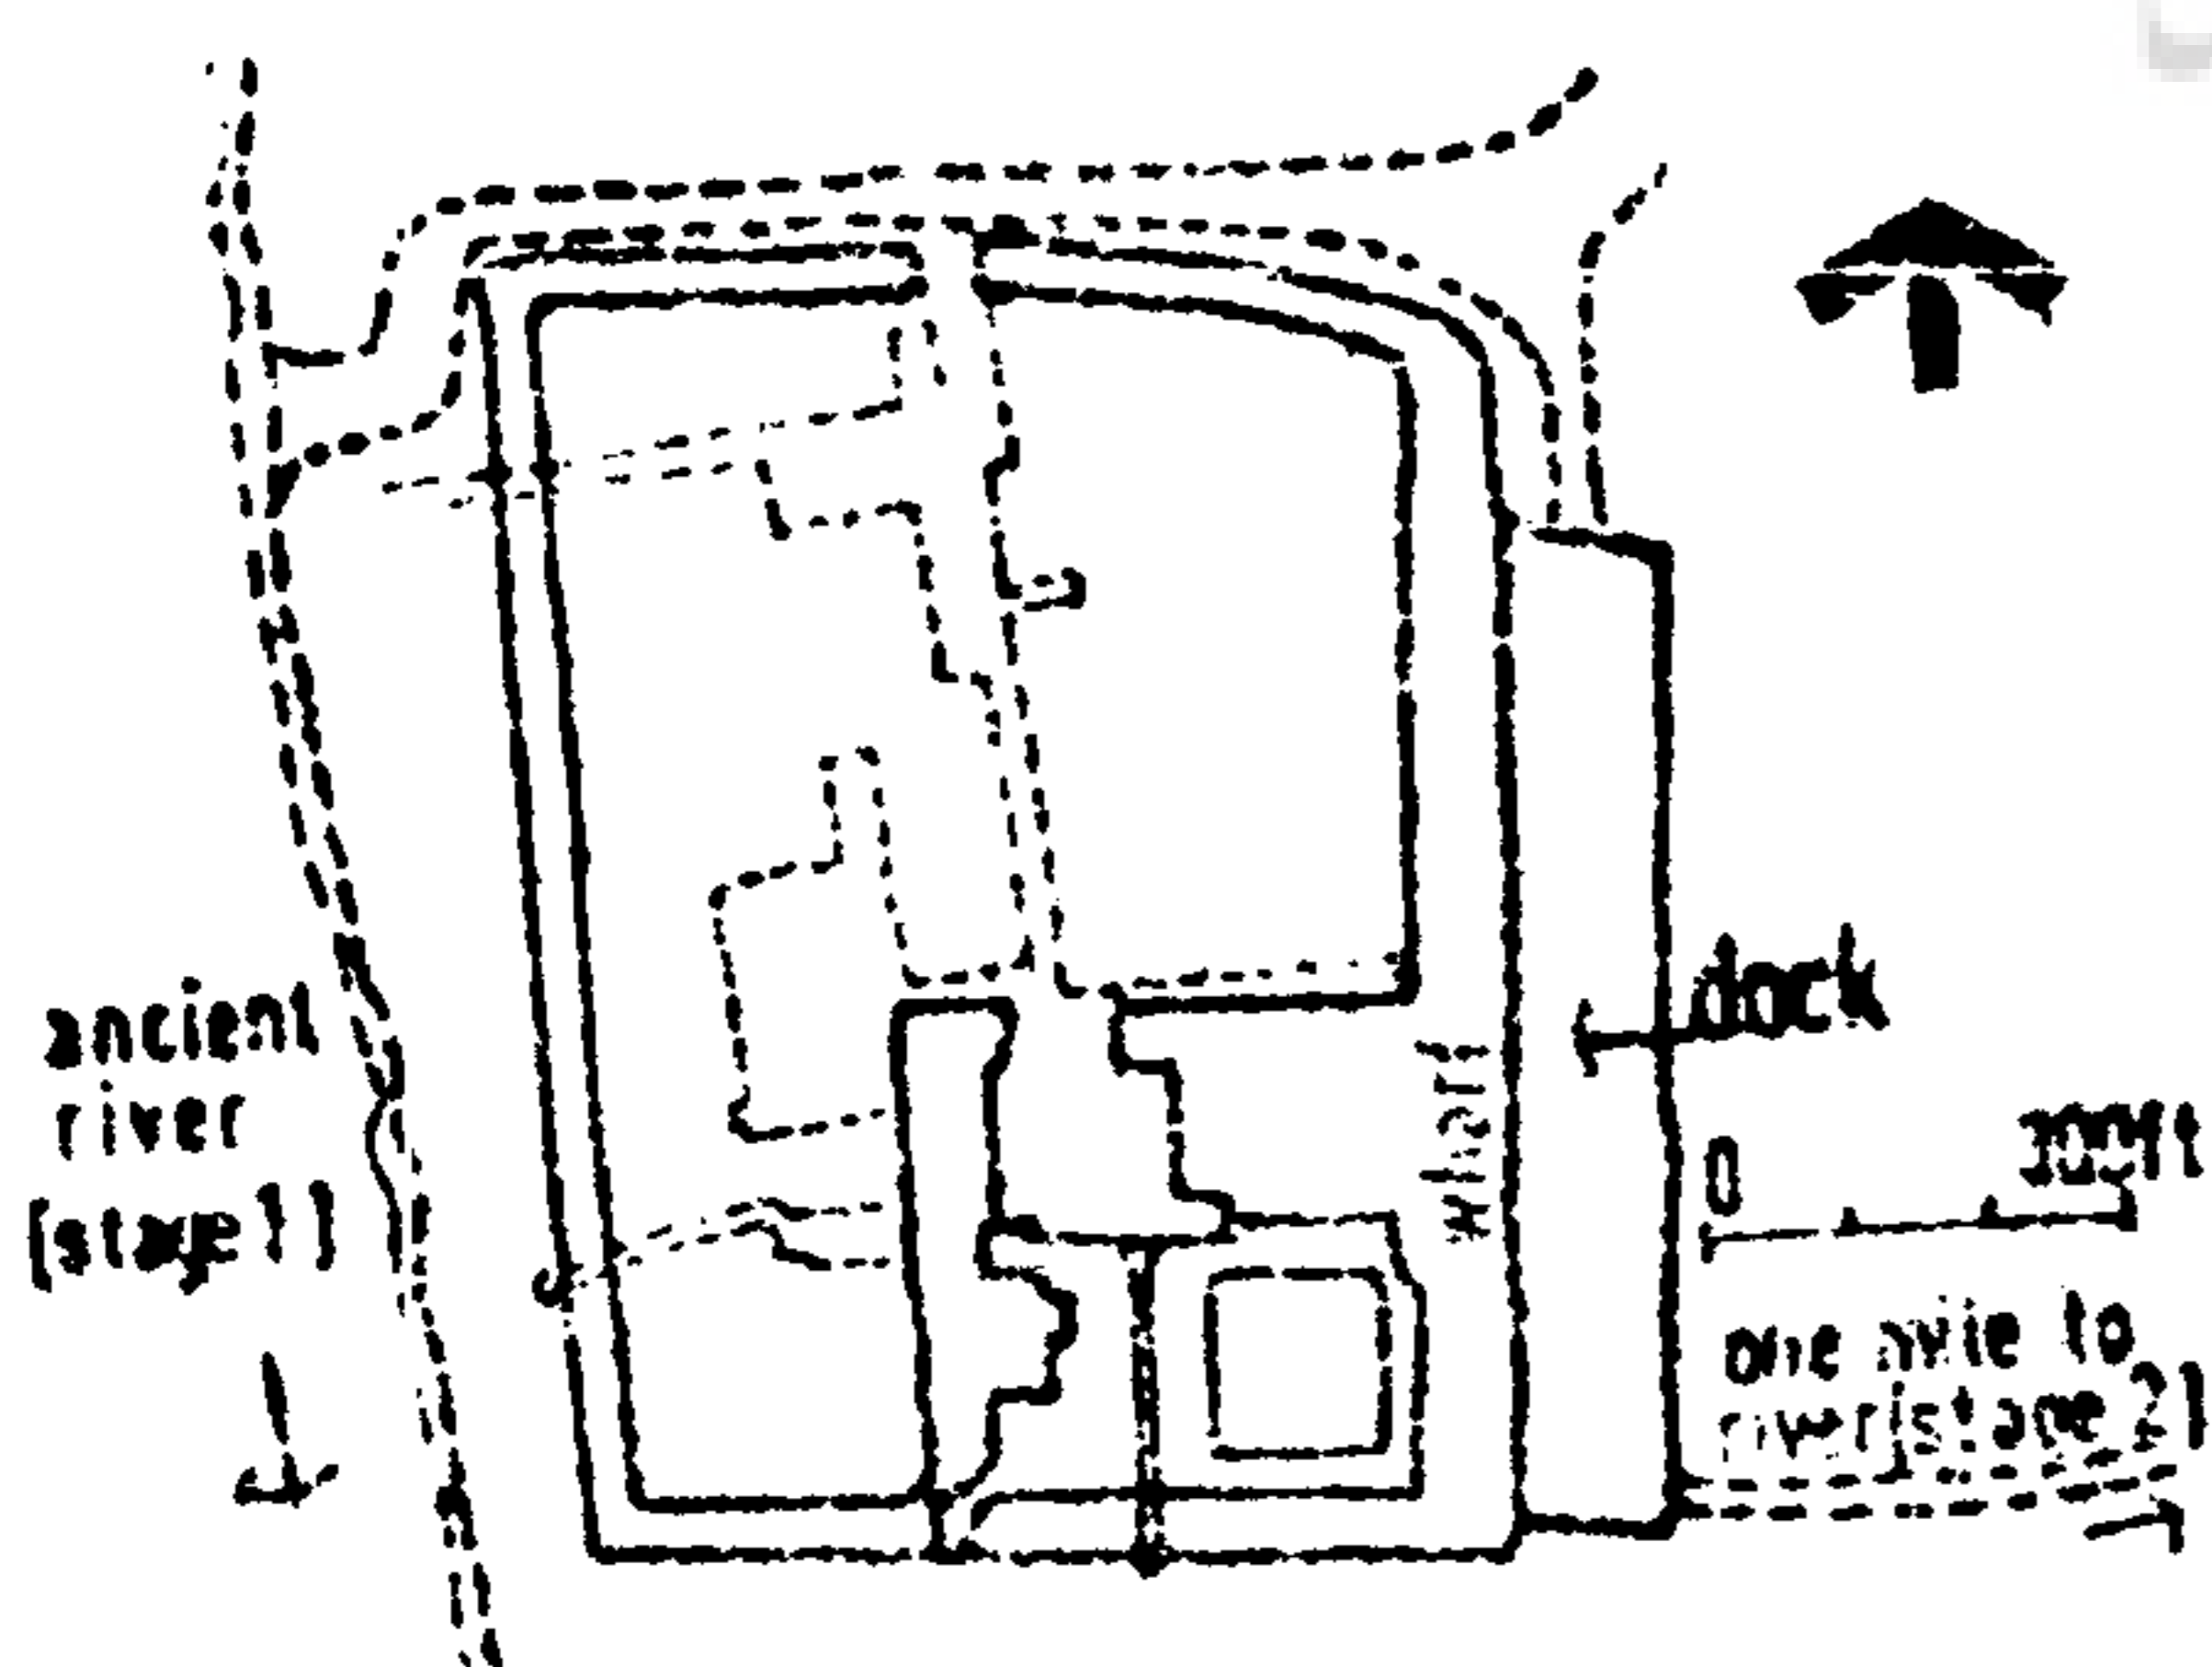 ancient
river
(stage 1)
dock
wharf
0
one mile to
river (stage 2)